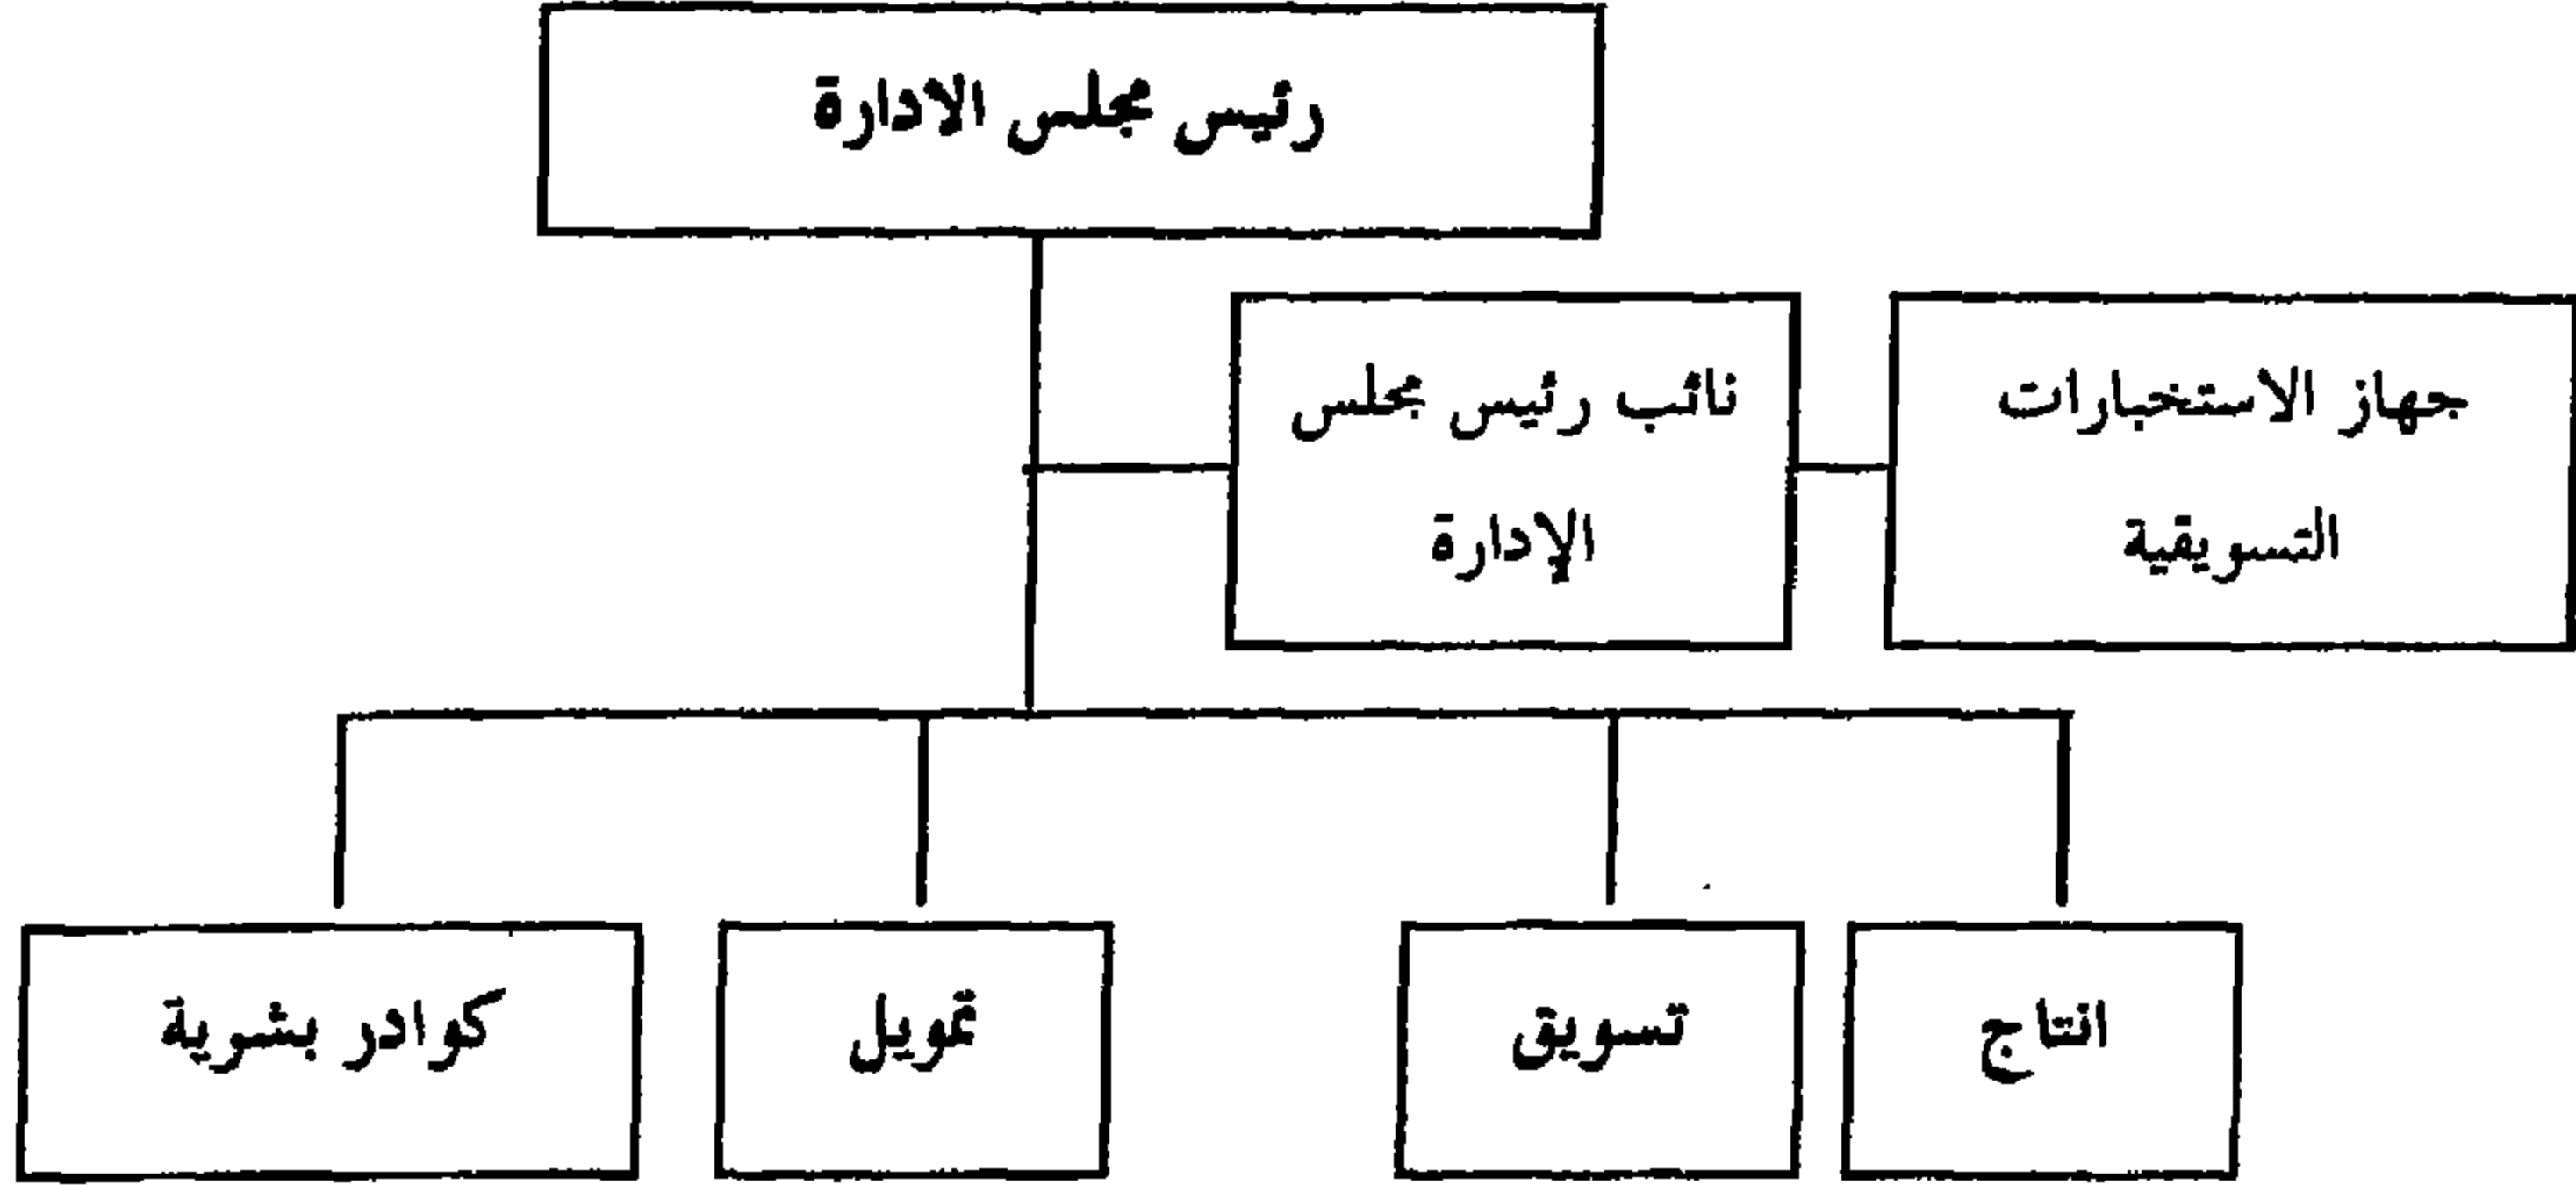 رئيس مجلس الادارة
نائب رئيس مجلس
الإدارة
جهاز الاستخبارات
التسويقية
انتاج
تسويق
تمويل
كوادر بشرية